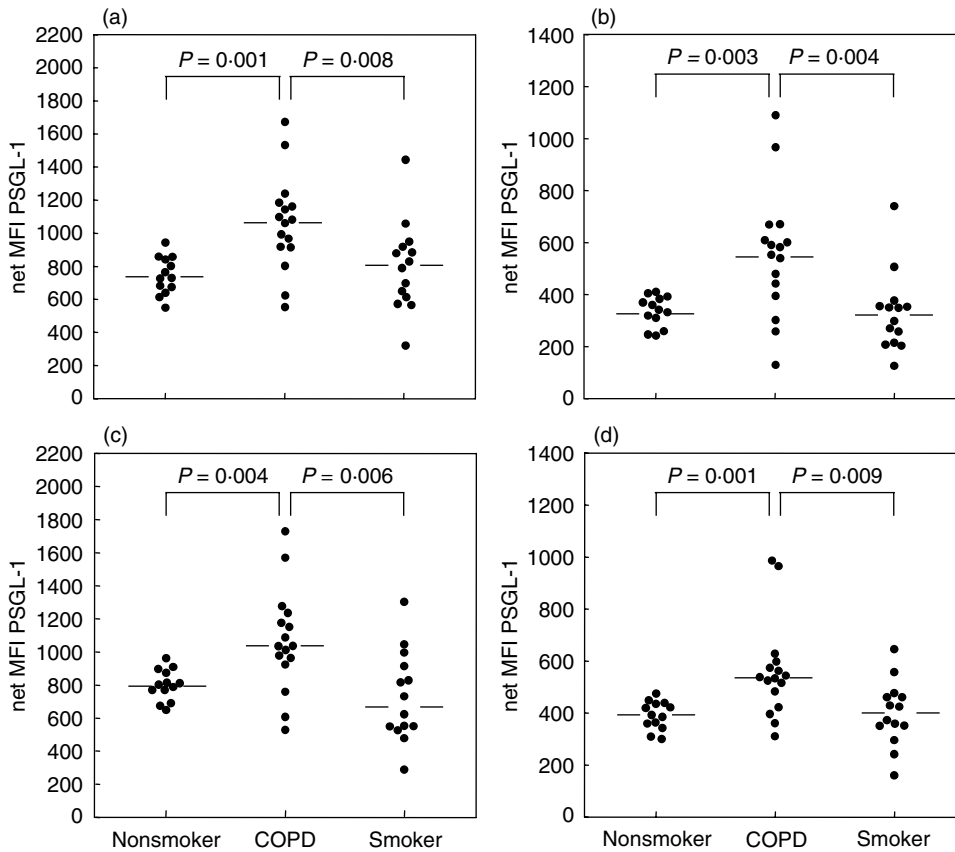 (a)
(b)
2200
2000
1800
1600
1400
1200
1000
800
600
400
200
0
net MFI PSGL-1
P = 0·001
P = 0·008
1400
1200
1000
800
600
400
200
0
net MFI PSGL-1
P = 0·003
P = 0·004
(c)
(d)
2200
2000
1800
1600
1400
1200
1000
800
600
400
200
0
net MFI PSGL-1
P = 0·004
P = 0·006
Nonsmoker
COPD
Smoker
1400
1200
1000
800
600
400
200
0
net MFI PSGL-1
P = 0·001
P = 0·009
Nonsmoker
COPD
Smoker